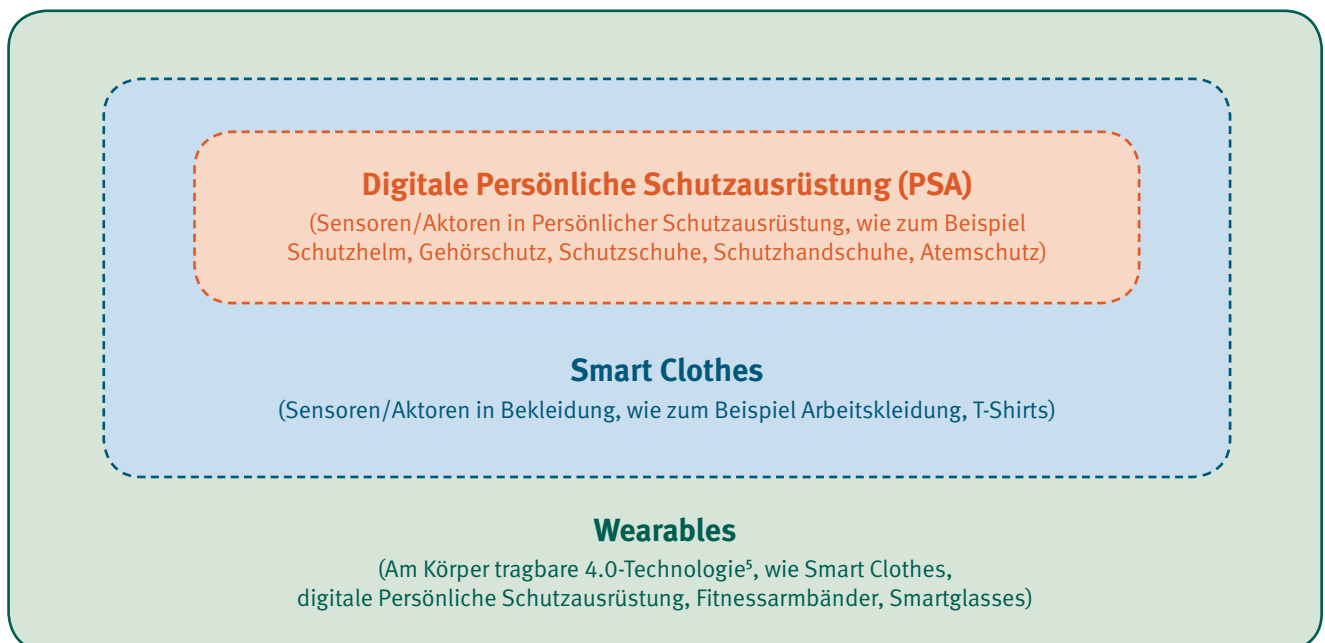 Digitale Persönliche Schutzausrüstung (PSA)
(Sensoren/Aktoren in Persönlicher Schutzausrüstung, wie zum Beispiel
Schutzhelm, Gehörschutz, Schutzschuhe, Schutzhandschuhe, Atemschutz)
Smart Clothes
(Sensoren/Aktoren in Bekleidung, wie zum Beispiel Arbeitskleidung, T-Shirts)
Wearables
(Am Körper tragbare 4.0-Technologie⁵, wie Smart Clothes,
digitale Persönliche Schutzausrüstung, Fitnessarmbänder, Smartglasses)